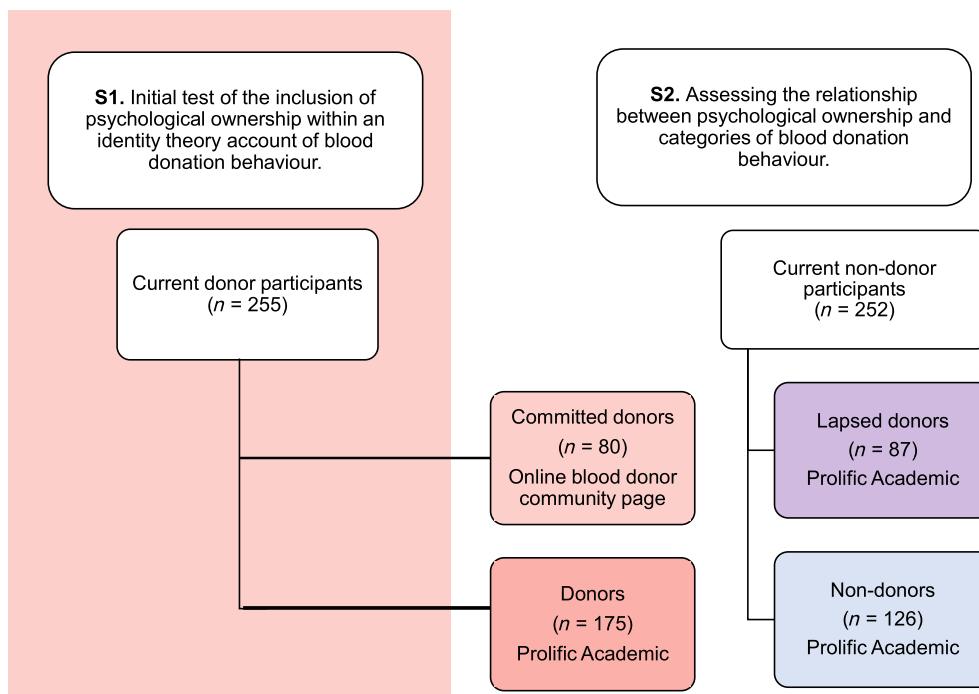 S1. Initial test of the inclusion of
psychological ownership within an
identity theory account of blood
donation behaviour.
S2. Assessing the relationship
between psychological ownership and
categories of blood donation
behaviour.
Current donor participants
(n = 255)
Current non-donor
participants
(n = 252)
Committed donors
(n = 80)
Online blood donor
community page
Lapsed donors
(n = 87)
Prolific Academic
Donors
(n = 175)
Prolific Academic
Non-donors
(n = 126)
Prolific Academic